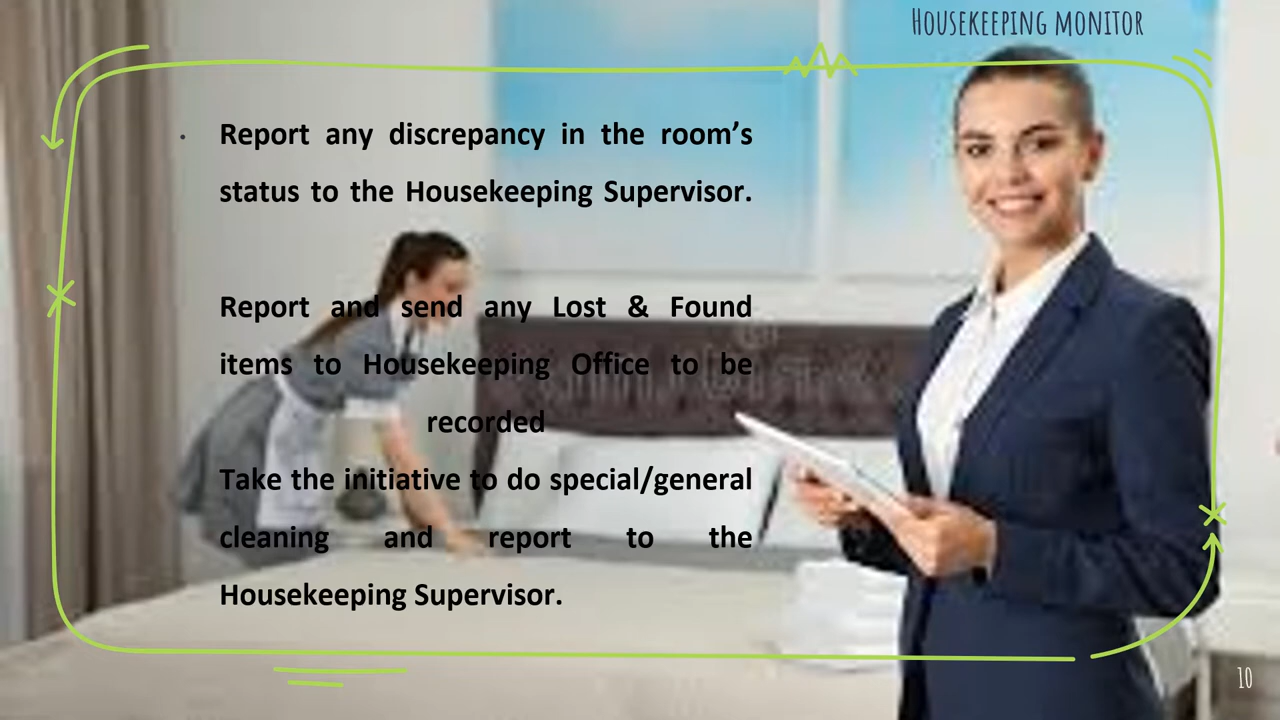 Housekeeping monitor
• Report any discrepancy in the room’s
status to the Housekeeping Supervisor.
Report and send any Lost & Found
items to Housekeeping Office to be
recorded
Take the initiative to do special/general
cleaning and report to the
Housekeeping Supervisor.
10